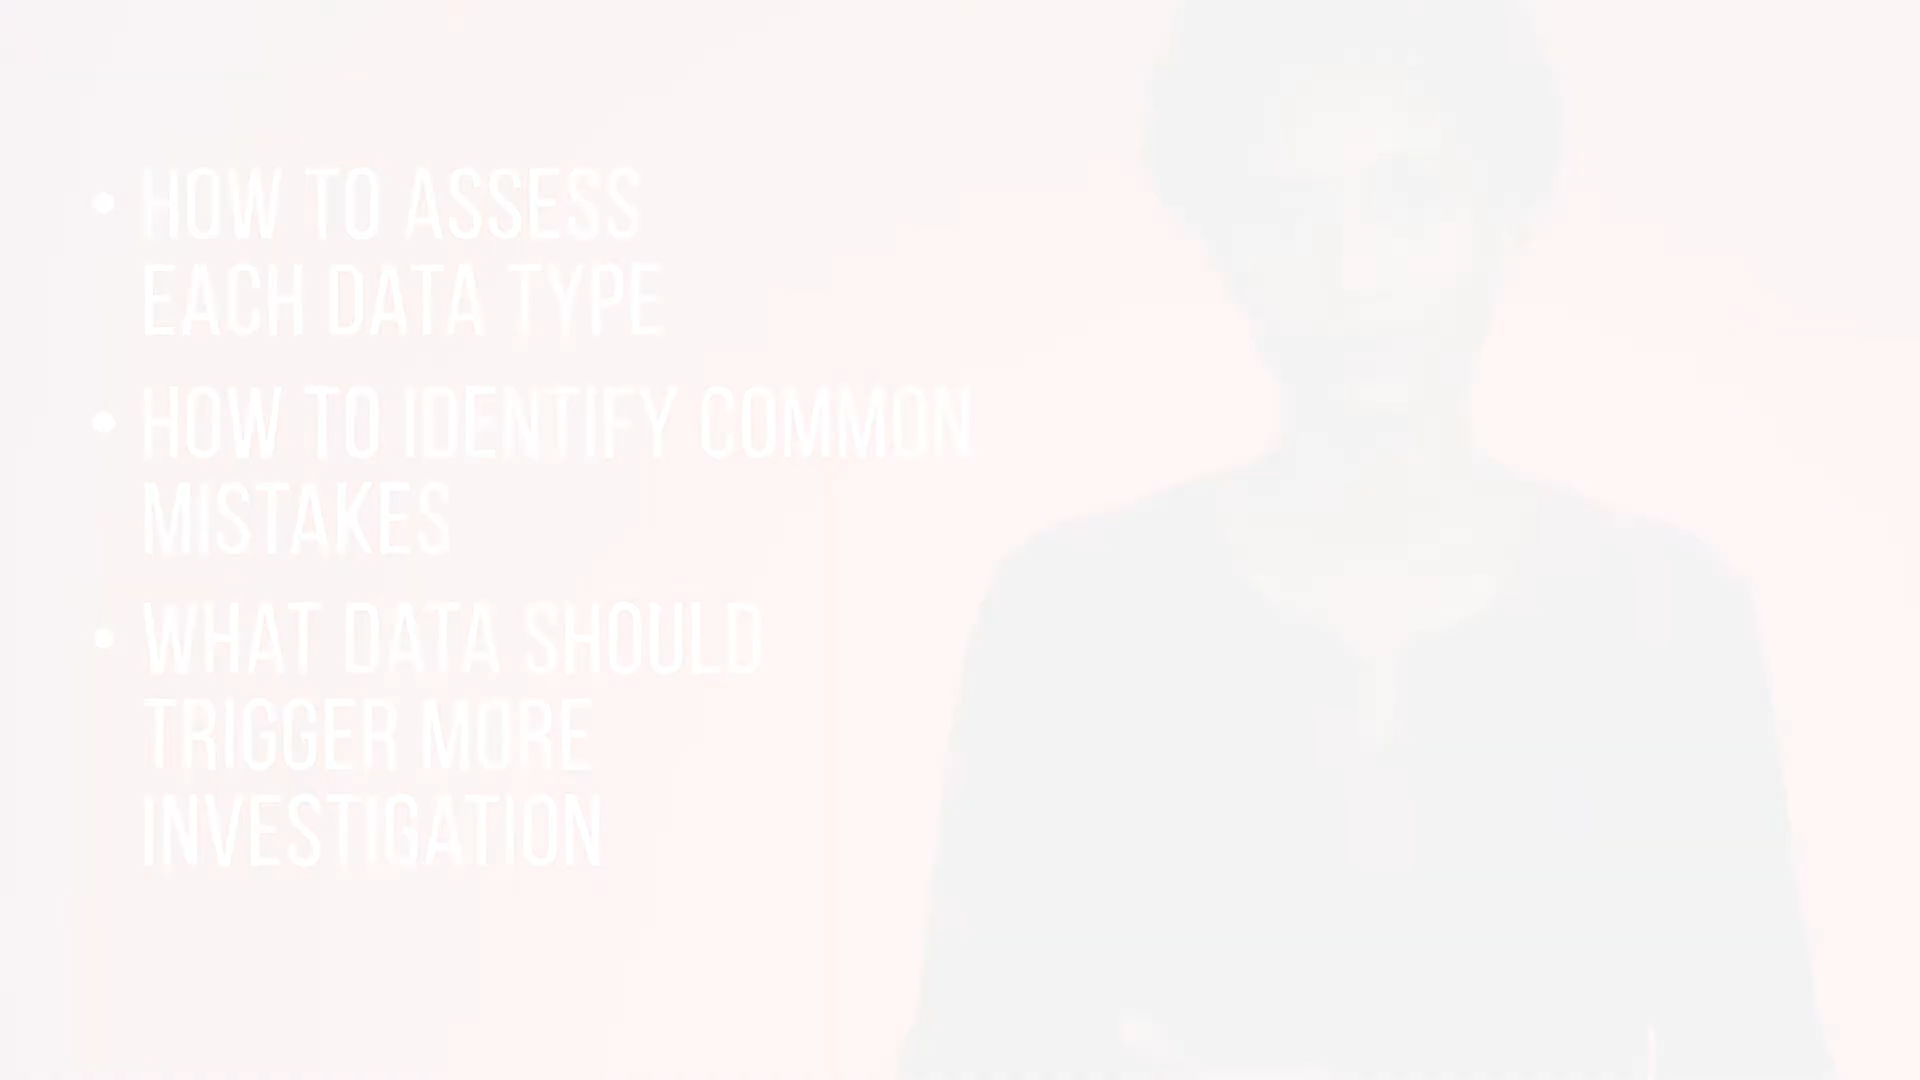 • HOW TO ASSESS
EACH DATA TYPE
• HOW TO IDENTIFY COMMON
MISTAKES
• WHAT DATA SHOULD
TRIGGER MORE
INVESTIGATION